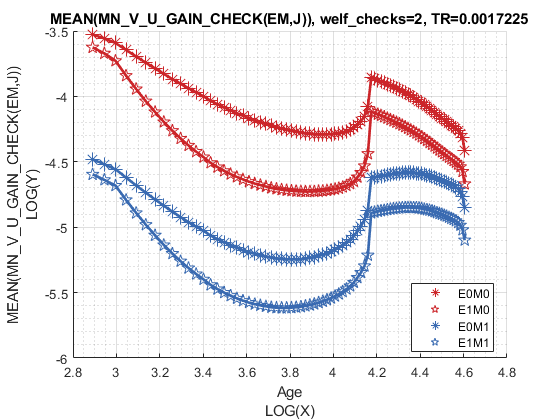 MEAN(MN_V_U_GAIN_CHECK(EM,J)), welf_checks=2, TR=0.0017225
MEAN(MN_V_U_GAIN_CHECK(EM,J))
LOG(Y)
-3.5
-4
-4.5
-5
-5.5
-6
2.8 3 3.2 3.4 3.6 3.8 4 4.2 4.4 4.6 4.8
Age
LOG(X)
E0M0
E1M0
E0M1
E1M1